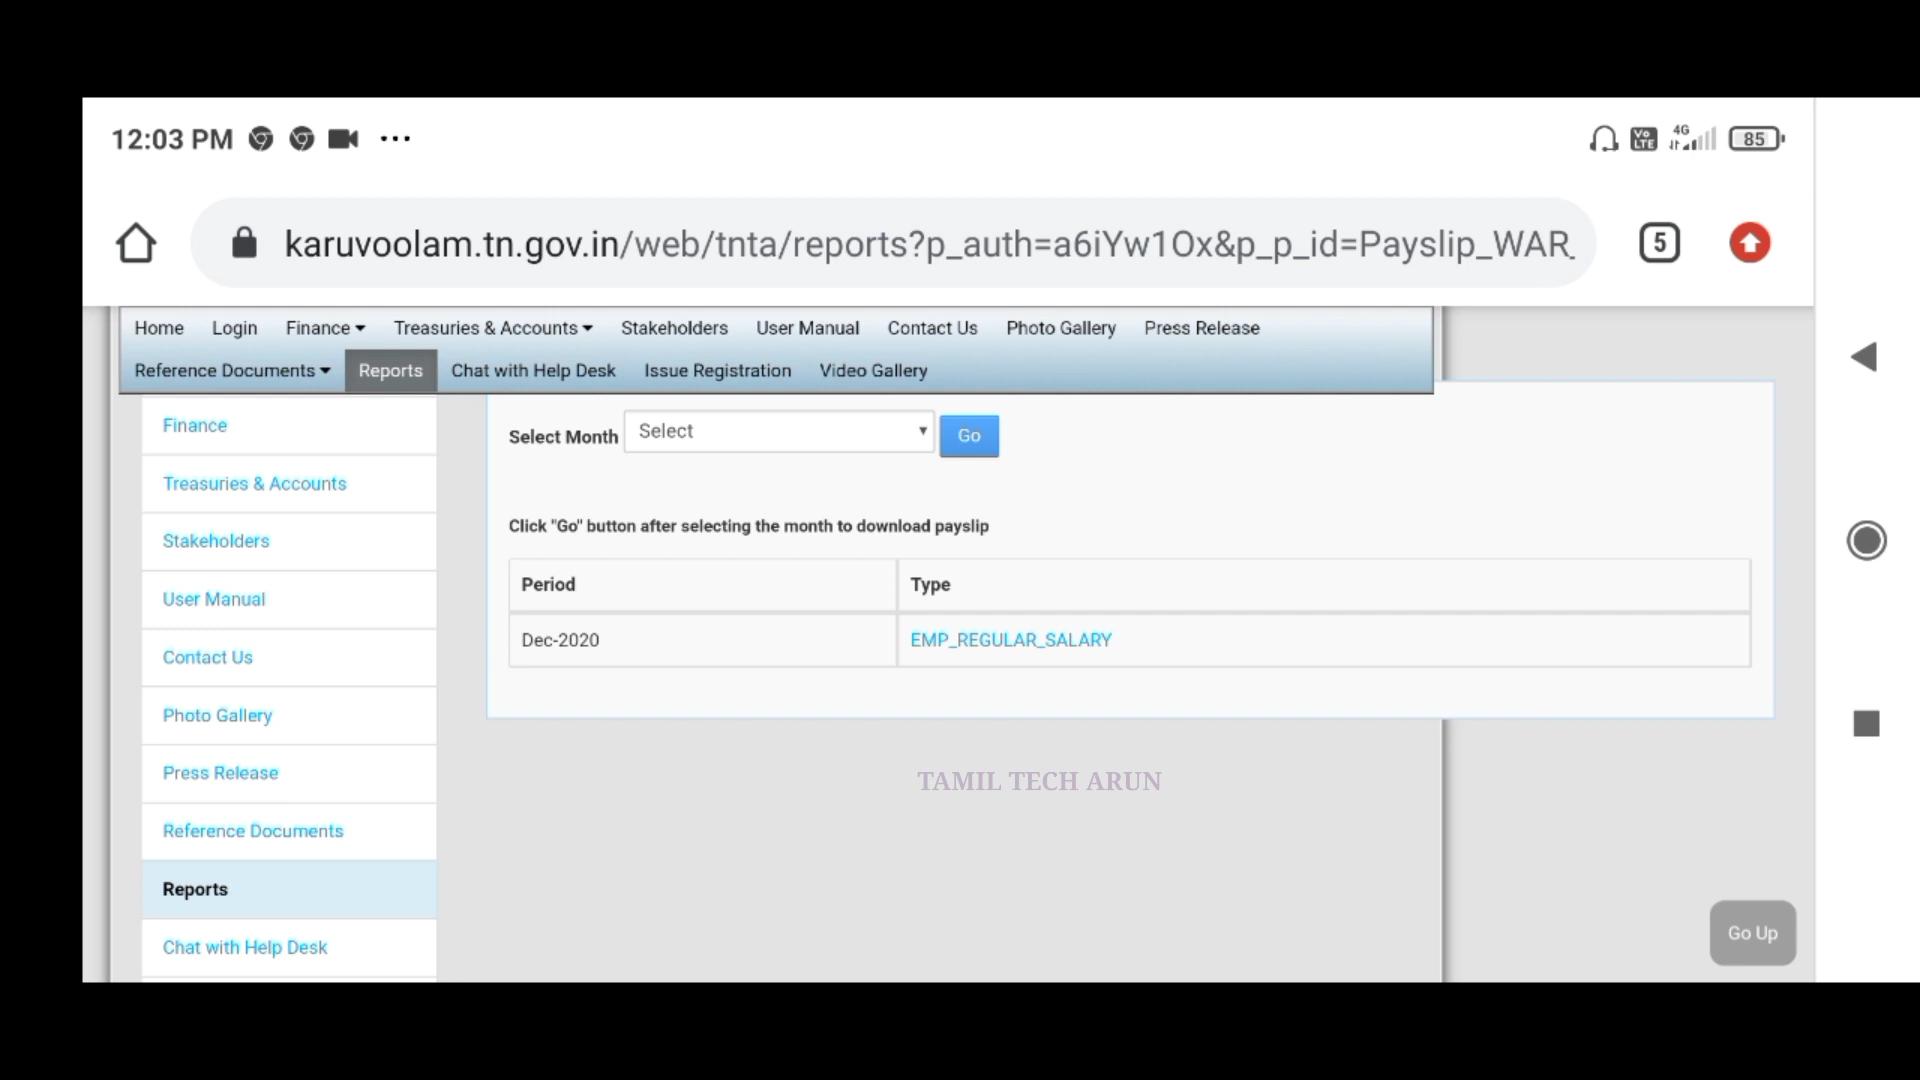 12:03 PM
Vo LTE 4G 85
karuvoolam.tn.gov.in/web/tnta/reports?p_auth=a6iYw1Ox&p_p_id=Payslip_WAR_
5
Home Login Finance Treasuries & Accounts Stakeholders User Manual Contact Us Photo Gallery Press Release
Reference Documents Reports Chat with Help Desk Issue Registration Video Gallery
Finance
Treasuries & Accounts
Stakeholders
User Manual
Contact Us
Photo Gallery
Press Release
Reference Documents
Reports
Chat with Help Desk
Select Month Select Go
Click "Go" button after selecting the month to download payslip
Period Type
Dec-2020 EMP_REGULAR_SALARY
TAMIL TECH ARUN
Go Up